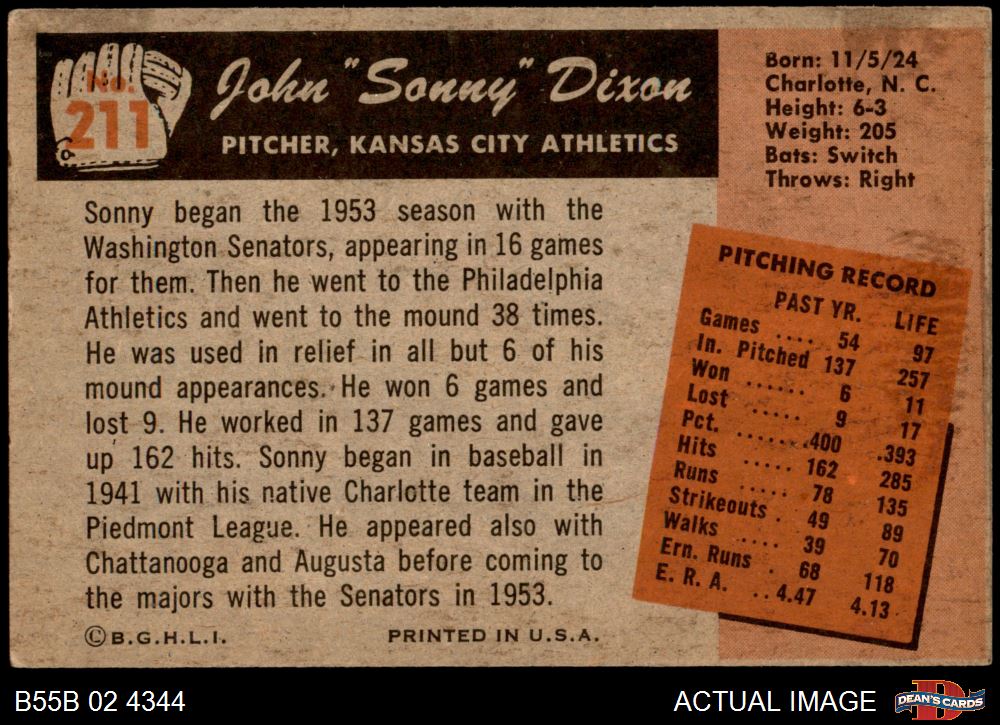 No.
211
John "Sonny" Dixon
PITCHER, KANSAS CITY ATHLETICS
Born: 11/5/24
Charlotte, N. C.
Height: 6-3
Weight: 205
Bats: Switch
Throws: Right
Sonny began the 1953 season with the
Washington Senators, appearing in 16 games
for them. Then he went to the Philadelphia
Athletics and went to the mound 38 times.
He was used in relief in all but 6 of his
mound appearances. He won 6 games and
lost 9. He worked in 137 games and gave
up 162 hits. Sonny began in baseball in
1941 with his native Charlotte team in the
Piedmont League. He appeared also with
Chattanooga and Augusta before coming to
the majors with the Senators in 1953.
©B.G.H.L.I. PRINTED IN U.S.A.
PITCHING RECORD
PAST YR. LIFE
Games .... 54 97
In. Pitched 137 257
Won ...... 6 11
Lost ..... 9 17
Pct. .......400 .393
Hits ..... 162 285
Runs ..... 78 135
Strikeouts . 49 89
Walks .... 39 70
Ern. Runs . 68 118
E. R. A. ..4.47 4.13
B55B 02 4344
ACTUAL IMAGE
D
DEAN'S CARDS